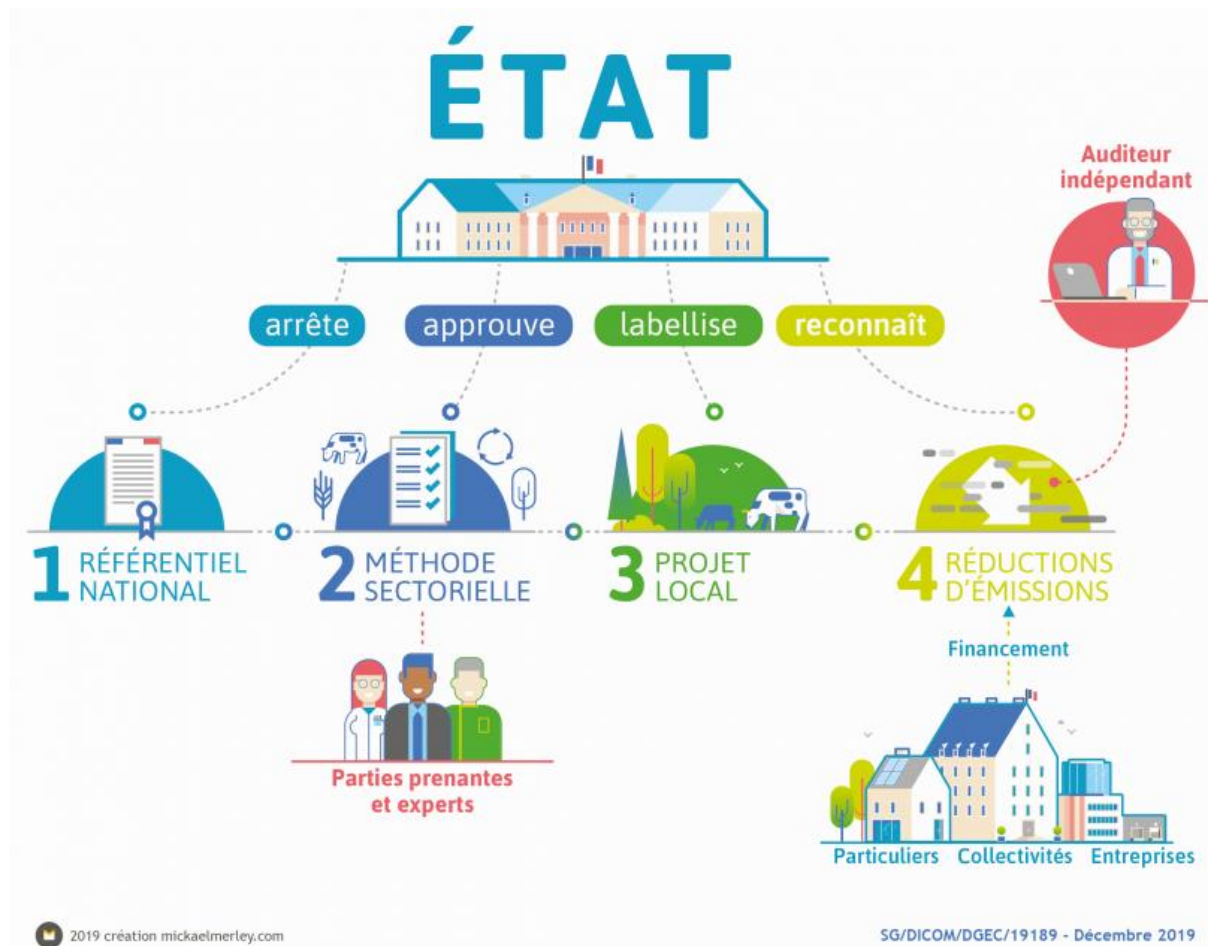 ÉTAT
Auditeur
indépendant
arrête
approuve
labellise
reconnaît
1 RÉFÉRENTIEL
NATIONAL
2 MÉTHODE
SECTORIELLE
3 PROJET
LOCAL
4 RÉDUCTIONS
D'ÉMISSIONS
Financement
Parties prenantes
et experts
Particuliers Collectivités Entreprises
2019 création mickaelmerley.com
SG/DICOM/DGEC/19189 - Décembre 2019